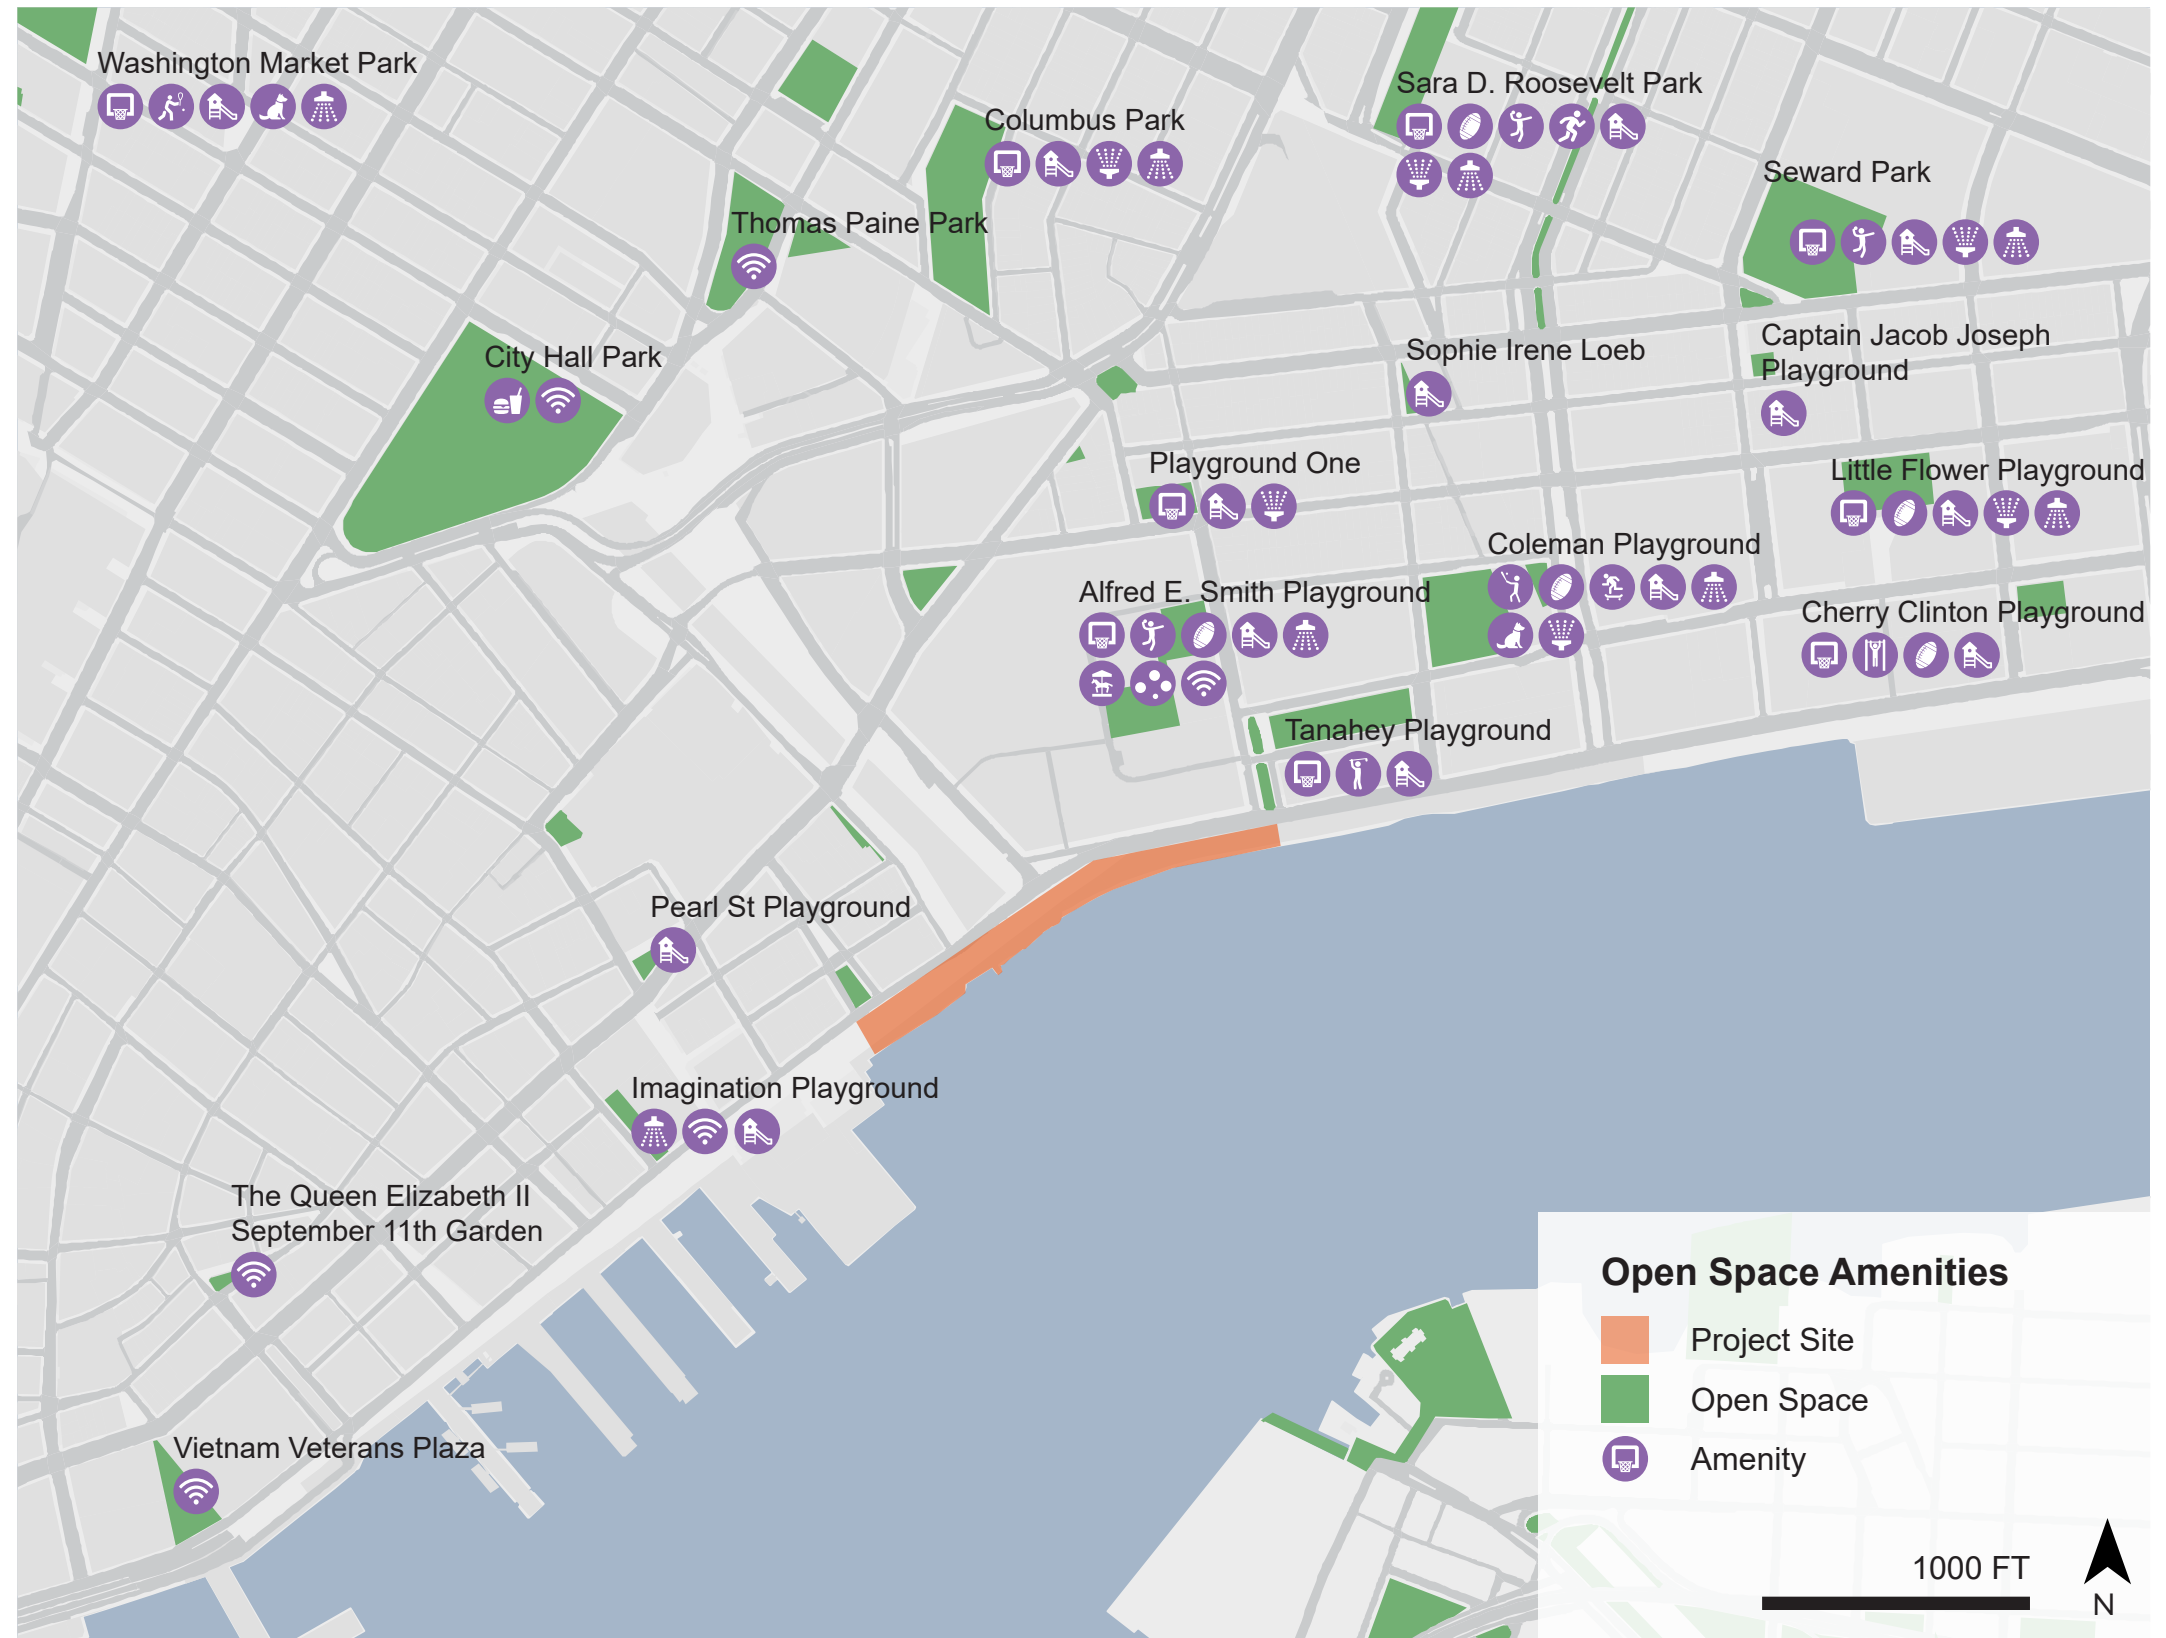 Washington Market Park
Columbus Park
Sara D. Roosevelt Park
Seward Park
Thomas Paine Park
City Hall Park
Sophie Irene Loeb
Captain Jacob Joseph
Playground
Playground One
Little Flower Playground
Coleman Playground
Alfred E. Smith Playground
Cherry Clinton Playground
Tanahey Playground
Pearl St Playground
Imagination Playground
The Queen Elizabeth II
September 11th Garden
Vietnam Veterans Plaza
Open Space Amenities
Project Site
Open Space
Amenity
1000 FT
N